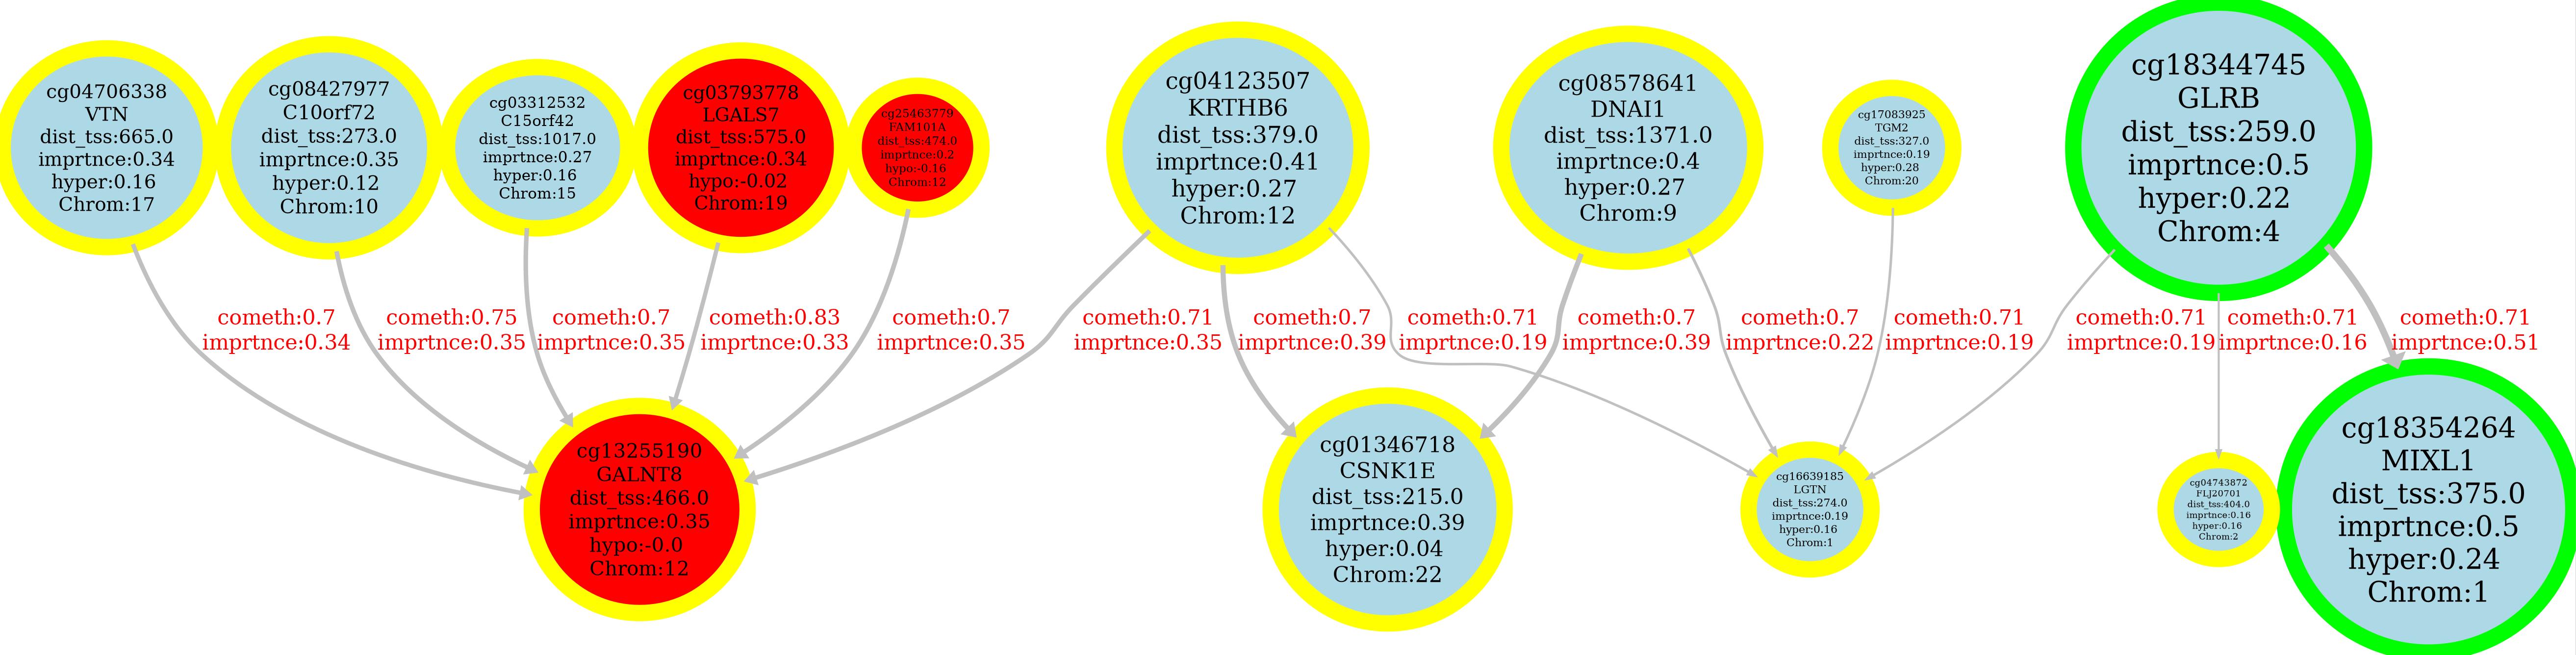 cg04706338
VTN
dist_tss:665.0
imprtnce:0.34
hyper:0.16
Chrom:17
cg08427977
C10orf72
dist_tss:273.0
imprtnce:0.35
hyper:0.12
Chrom:10
cg03312532
C15orf42
dist_tss:1017.0
imprtnce:0.27
hyper:0.16
Chrom:15
cg03793778
LGALS7
dist_tss:575.0
imprtnce:0.34
hypo:-0.02
Chrom:19
cg25463779
FAM101A
dist_tss:474.0
imprtnce:0.2
hypo:-0.16
Chrom:12
cg04123507
KRTHB6
dist_tss:379.0
imprtnce:0.41
hyper:0.27
Chrom:12
cg08578641
DNAI1
dist_tss:1371.0
imprtnce:0.4
hyper:0.27
Chrom:9
cg17083925
TGM2
dist_tss:327.0
imprtnce:0.19
hyper:0.28
Chrom:20
cg18344745
GLRB
dist_tss:259.0
imprtnce:0.5
hyper:0.22
Chrom:4
cometh:0.7
imprtnce:0.34
cometh:0.75
imprtnce:0.35
cometh:0.7
imprtnce:0.35
cometh:0.83
imprtnce:0.33
cometh:0.7
imprtnce:0.35
cometh:0.71
imprtnce:0.35
cometh:0.7
imprtnce:0.39
cometh:0.71
imprtnce:0.19
cometh:0.7
imprtnce:0.39
cometh:0.7
imprtnce:0.22
cometh:0.71
imprtnce:0.19
cometh:0.71
imprtnce:0.19
cometh:0.71
imprtnce:0.16
cometh:0.71
imprtnce:0.51
cg13255190
GALNT8
dist_tss:466.0
imprtnce:0.35
hypo:-0.0
Chrom:12
cg01346718
CSNK1E
dist_tss:215.0
imprtnce:0.39
hyper:0.04
Chrom:22
cg16639185
LGTN
dist_tss:274.0
imprtnce:0.19
hyper:0.16
Chrom:1
cg04743872
FLJ20701
dist_tss:404.0
imprtnce:0.16
hyper:0.16
Chrom:2
cg18354264
MIXL1
dist_tss:375.0
imprtnce:0.5
hyper:0.24
Chrom:1